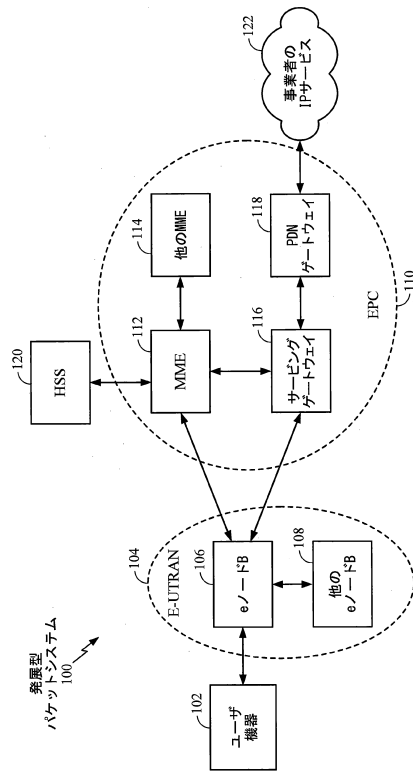 発展型
パケットシステム
100
102
ユーザ
機器
104
E-UTRAN
106
eノードB
108
他の
eノードB
120
HSS
112
MME
114
他のMME
116
サービング
ゲートウェイ
118
PDN
ゲートウェイ
EPC
110
122
事業者の
IPサービス